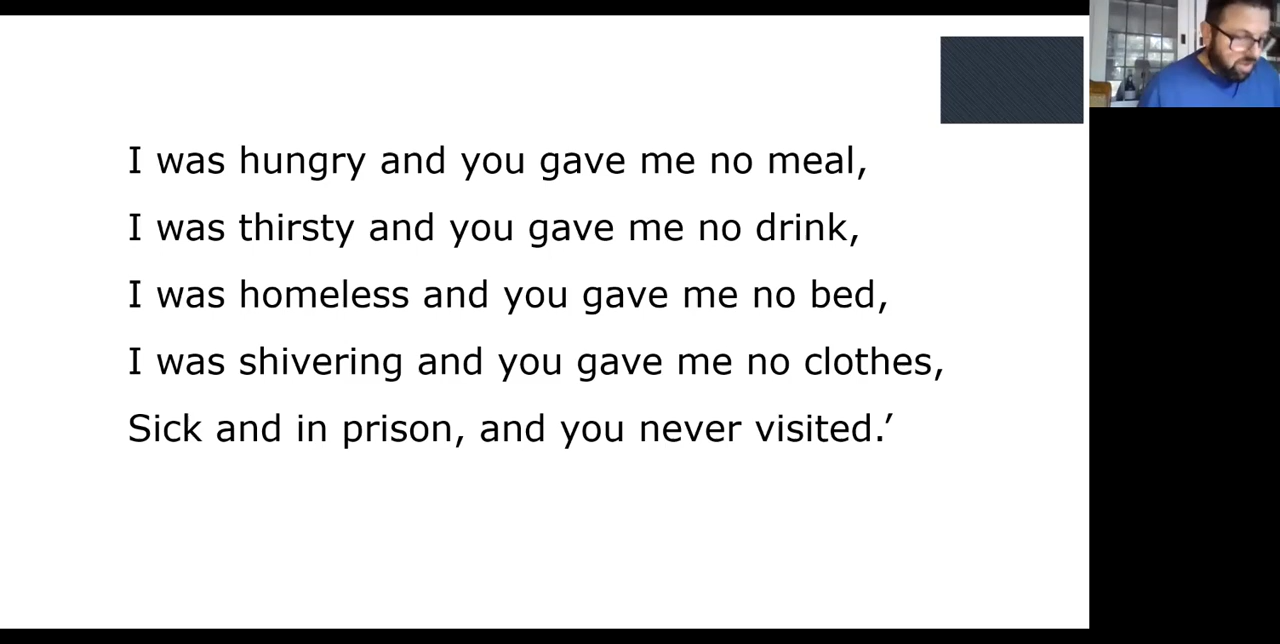 I was hungry and you gave me no meal,
I was thirsty and you gave me no drink,
I was homeless and you gave me no bed,
I was shivering and you gave me no clothes,
Sick and in prison, and you never visited.’